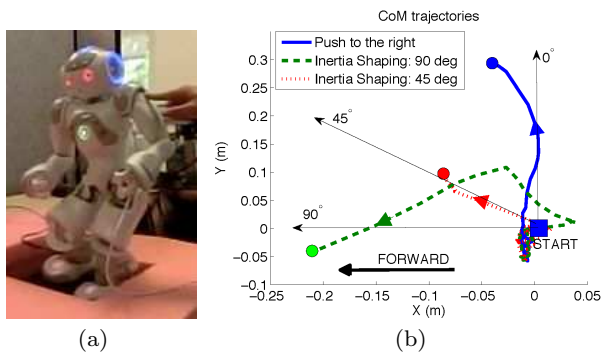 CoM trajectories
Push to the right
Inertia Shaping: 90 deg
Inertia Shaping: 45 deg
0°
45°
90°
START
FORWARD
Y (m)
0.3
0.25
0.2
0.15
0.1
0.05
0
−0.05
−0.1
−0.25
−0.2
−0.15
−0.1
−0.05
0
0.05
X (m)
(a)
(b)